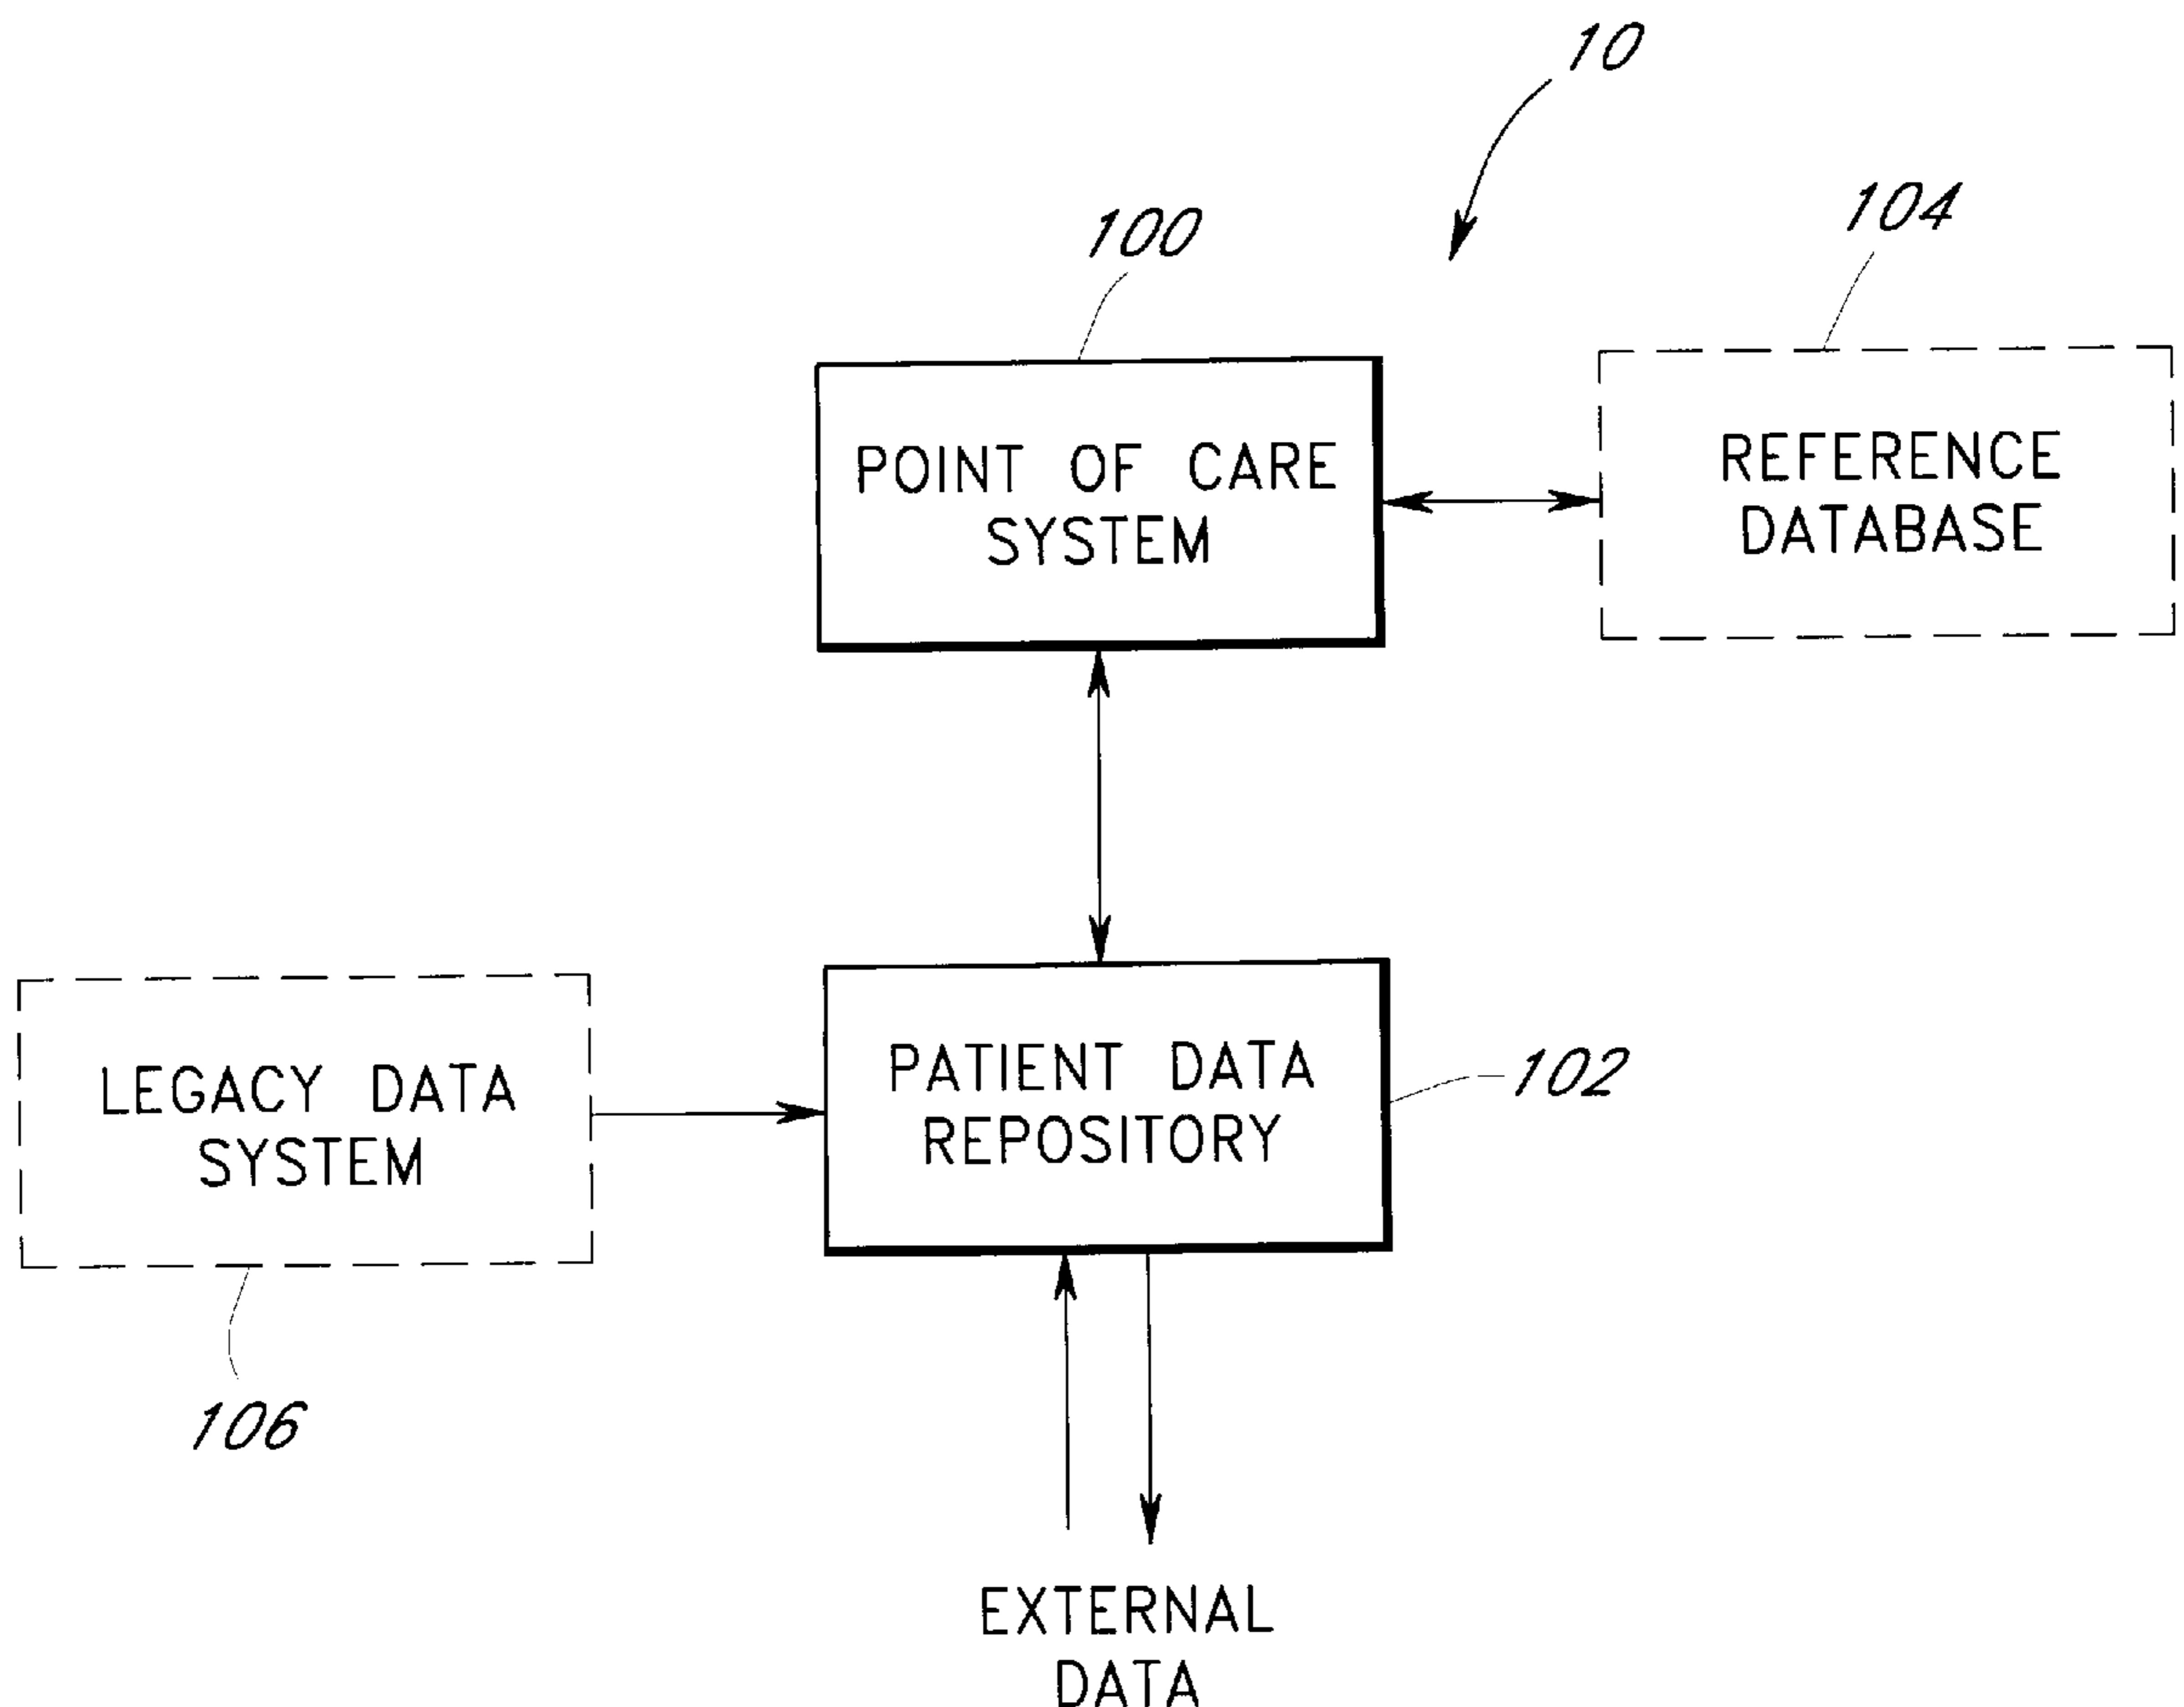 10
100
104
POINT OF CARE
SYSTEM
REFERENCE
DATABASE
LEGACY DATA
SYSTEM
PATIENT DATA
REPOSITORY
102
106
EXTERNAL
DATA